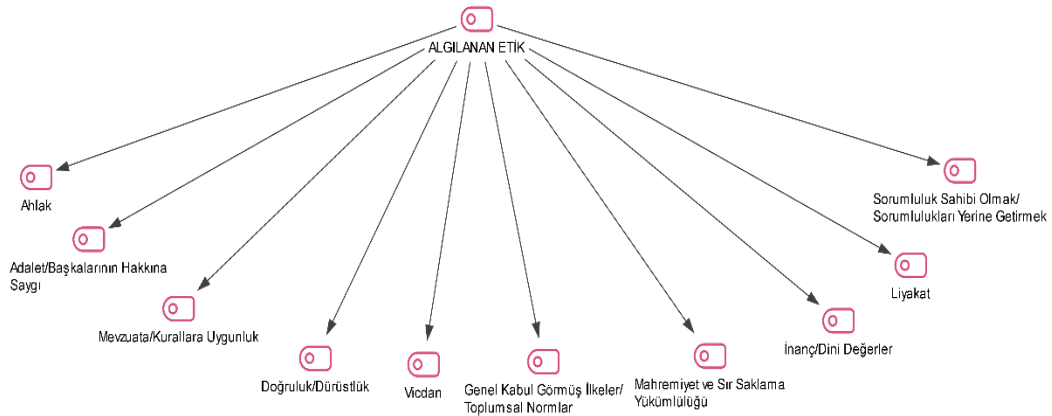 ALGILANAN ETİK
Ahlak
Adalet/Başkalarının Hakkına
Saygı
Mevzuata/Kurallara Uygunluk
Doğruluk/Dürüstlük
Vicdan
Genel Kabul Görmüş İlkeler/
Toplumsal Normlar
Mahremiyet ve Sır Saklama
Yükümlülüğü
İnanç/Dini Değerler
Liyakat
Sorumluluk Sahibi Olmak/
Sorumlulukları Yerine Getirmek